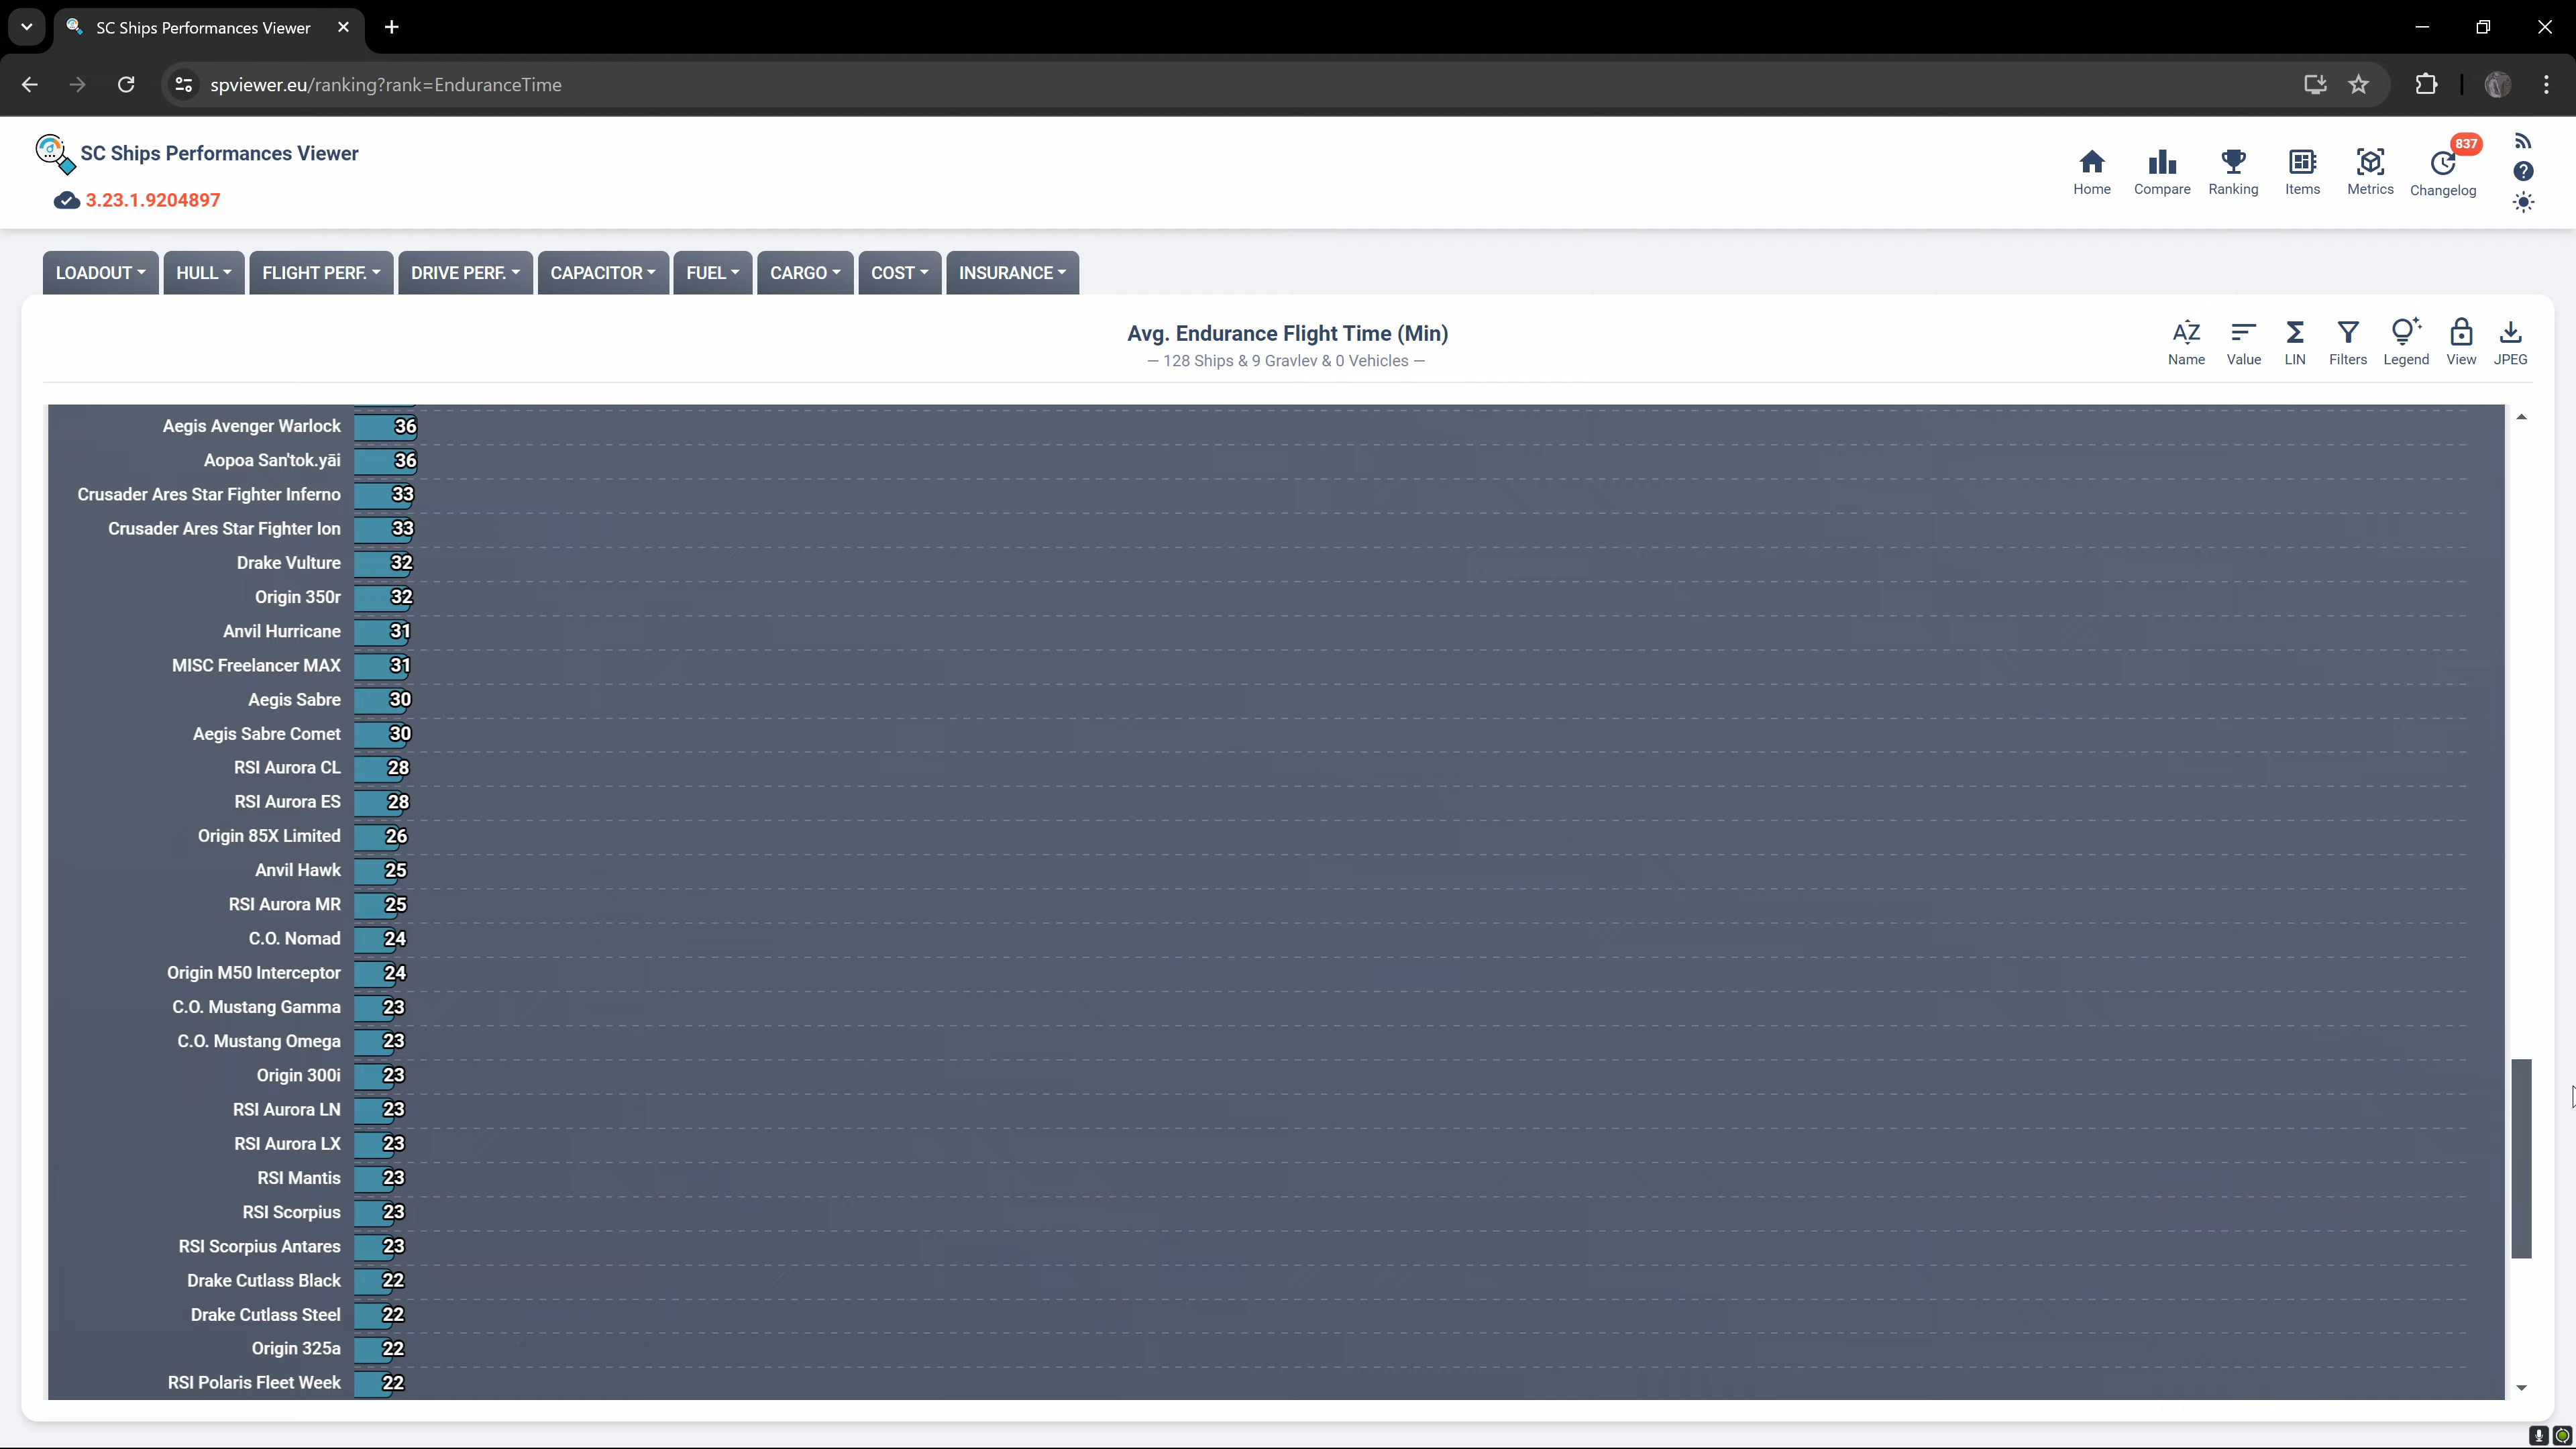 SC Ships Performances Viewer
spviewer.eu/ranking?rank=EnduranceTime
SC Ships Performances Viewer
3.23.1.9204897
Home
Compare
Ranking
Items
Metrics
837
Changelog
LOADOUT
HULL
FLIGHT PERF.
DRIVE PERF.
CAPACITOR
FUEL
CARGO
COST
INSURANCE
Avg. Endurance Flight Time (Min)
— 128 Ships & 9 Gravlev & 0 Vehicles —
Name
Value
LIN
Filters
Legend
View
JPEG
Aegis Avenger Warlock 36
Aopoa San'tok.yāi 36
Crusader Ares Star Fighter Inferno 33
Crusader Ares Star Fighter Ion 33
Drake Vulture 32
Origin 350r 32
Anvil Hurricane 31
MISC Freelancer MAX 31
Aegis Sabre 30
Aegis Sabre Comet 30
RSI Aurora CL 28
RSI Aurora ES 28
Origin 85X Limited 26
Anvil Hawk 25
RSI Aurora MR 25
C.O. Nomad 24
Origin M50 Interceptor 24
C.O. Mustang Gamma 23
C.O. Mustang Omega 23
Origin 300i 23
RSI Aurora LN 23
RSI Aurora LX 23
RSI Mantis 23
RSI Scorpius 23
RSI Scorpius Antares 23
Drake Cutlass Black 22
Drake Cutlass Steel 22
Origin 325a 22
RSI Polaris Fleet Week 22